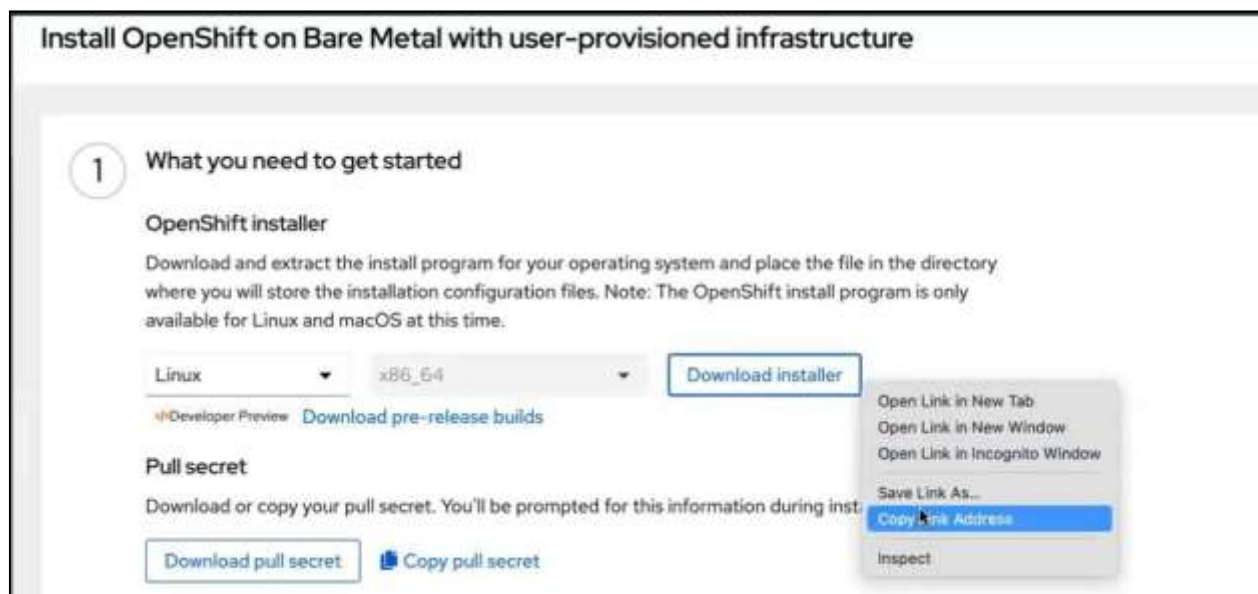 Install OpenShift on Bare Metal with user-provisioned infrastructure
1
What you need to get started
OpenShift installer
Download and extract the install program for your operating system and place the file in the directory
where you will store the installation configuration files. Note: The OpenShift install program is only
available for Linux and macOS at this time.
Linux
x86_64
Download installer
Developer Preview
Download pre-release builds
Pull secret
Download or copy your pull secret. You'll be prompted for this information during inst
Download pull secret
Copy pull secret
Open Link in New Tab
Open Link in New Window
Open Link in Incognito Window
Save Link As...
Copy Link Address
Inspect